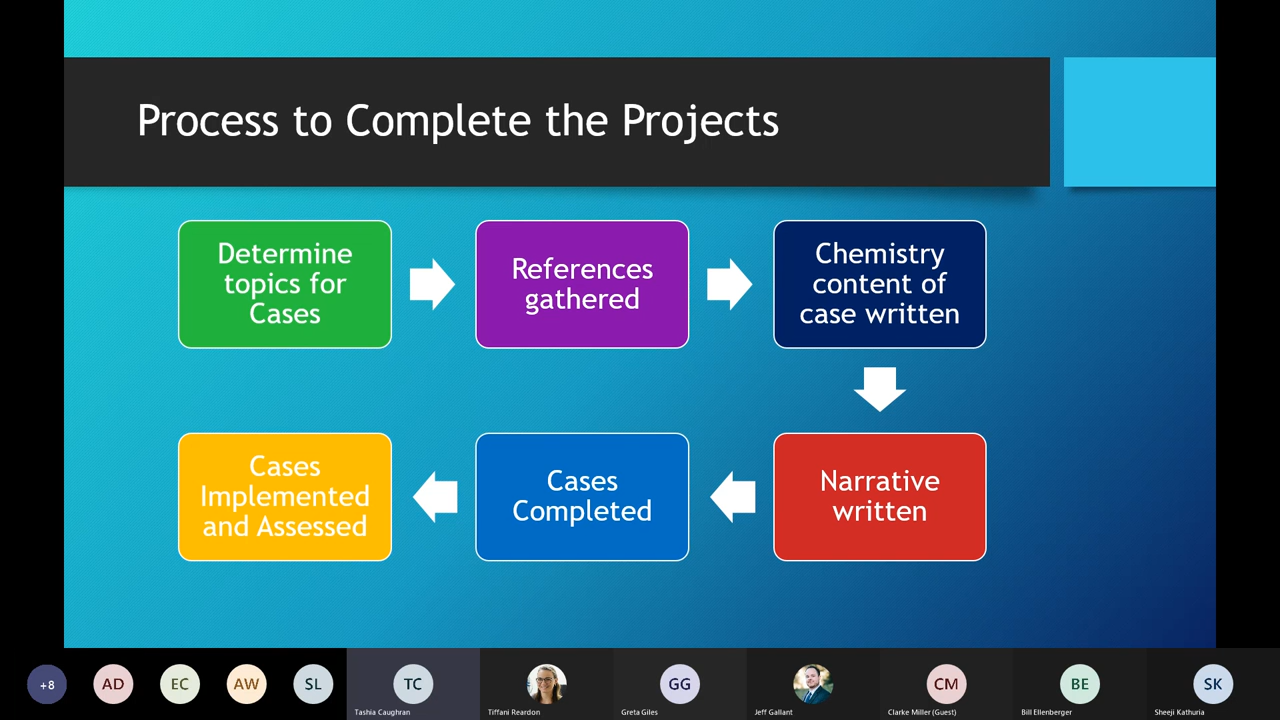 Process to Complete the Projects
Determine
topics for
Cases
References
gathered
Chemistry
content of
case written
Narrative
written
Cases
Completed
Cases
Implemented
and Assessed
+8
AD
EC
AW
SL
TC
Tashia Caughran
Tiffani Reardon
GG
Greta Giles
Jeff Gallant
CM
Clarke Miller (Guest)
BE
Bill Ellenberger
SK
Sheeji Kathuria